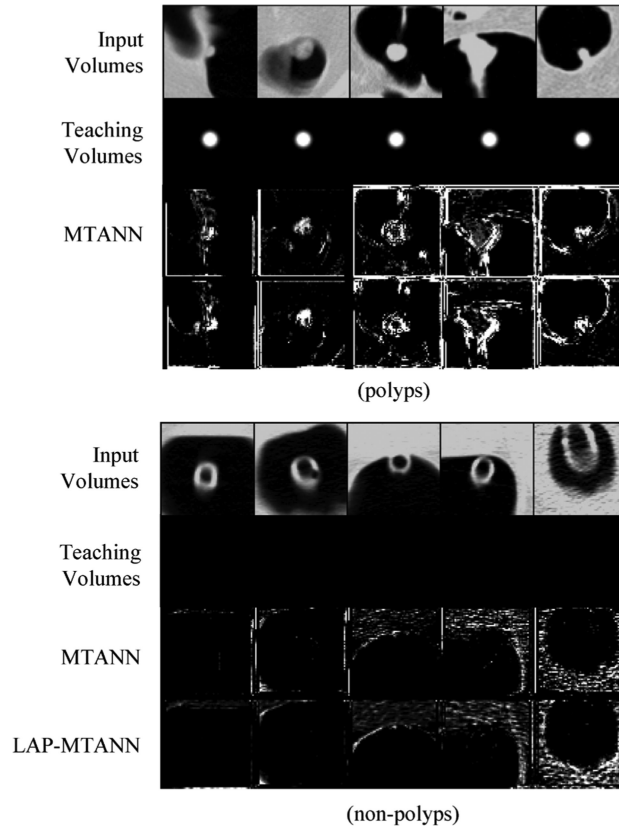 Input
Volumes
Teaching
Volumes
MTANN
(polyps)
Input
Volumes
Teaching
Volumes
MTANN
LAP-MTANN
(non-polyps)